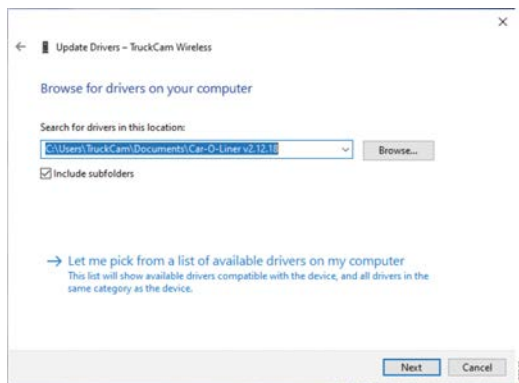 Update Drivers – TruckCam Wireless
Browse for drivers on your computer
Search for drivers in this location:
C:\Users\TruckCam\Documents\Car-O-Liner v2.12.18
Browse...
Include subfolders
Let me pick from a list of available drivers on my computer
This list will show available drivers compatible with the device, and all drivers in the
same category as the device.
Next
Cancel